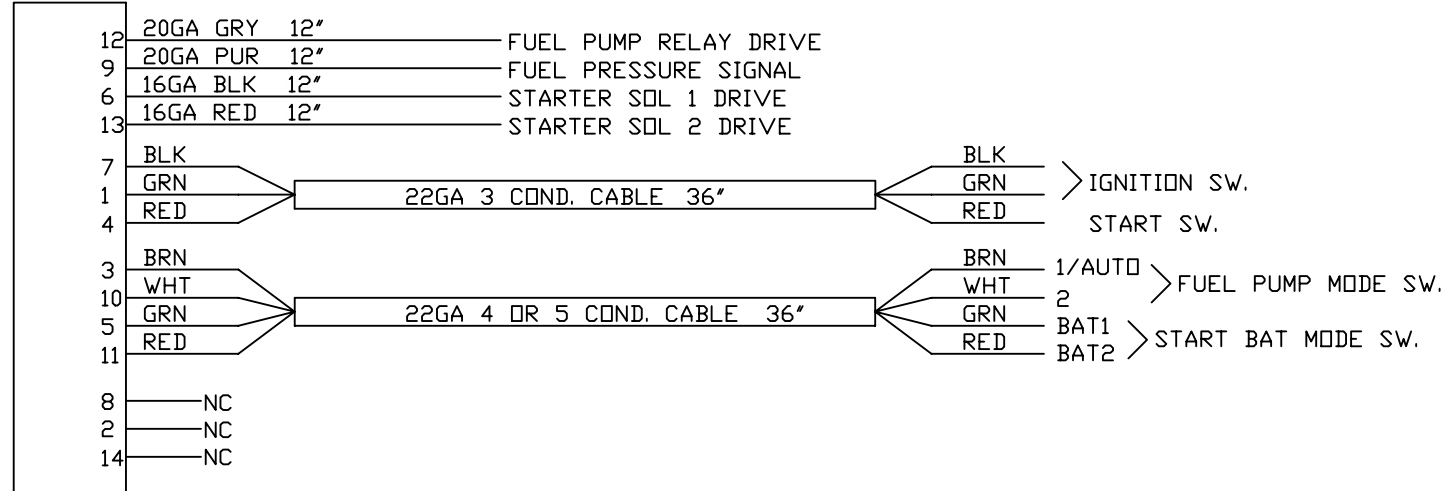 12 20GA GRY 12" FUEL PUMP RELAY DRIVE
9 20GA PUR 12" FUEL PRESSURE SIGNAL
6 16GA BLK 12" STARTER SOL 1 DRIVE
13 16GA RED 12" STARTER SOL 2 DRIVE
7 BLK BLK
1 GRN 22GA 3 COND. CABLE 36" GRN IGNITION SW.
4 RED RED START SW.
3 BRN BRN 1/AUTO
10 WHT WHT 2 FUEL PUMP MODE SW.
5 GRN 22GA 4 OR 5 COND. CABLE 36" GRN BAT1
11 RED RED BAT2 START BAT MODE SW.
8 NC
2 NC
14 NC